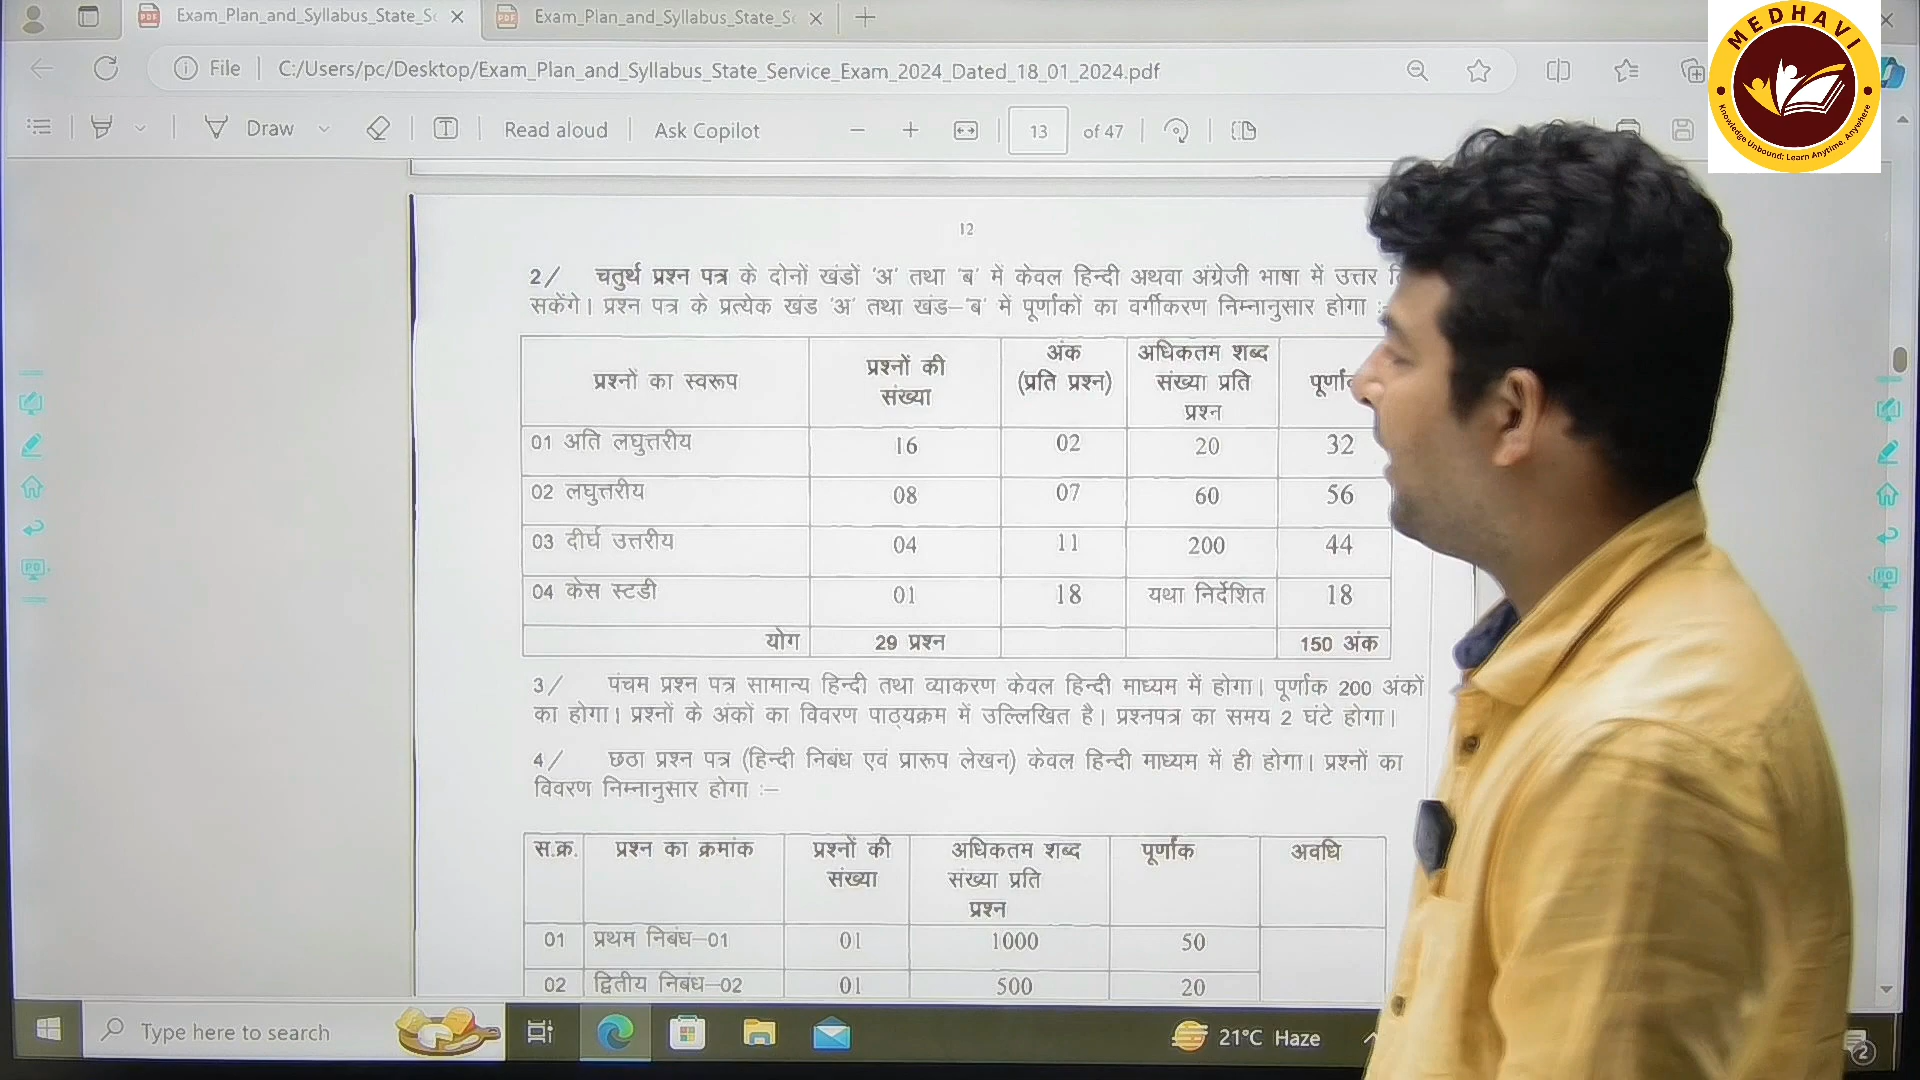 Exam_Plan_and_Syllabus_State_S
Exam_Plan_and_Syllabus_State_S
File
C:/Users/pc/Desktop/Exam_Plan_and_Syllabus_State_Service_Exam_2024_Dated_18_01_2024.pdf
Draw
Read aloud
Ask Copilot
13 of 47
MEDHAVI
Knowledge Unbound: Learn Anytime, Anywhere
12
2/ चतुर्थ प्रश्न पत्र के दोनों खंडों 'अ' तथा 'ब' में केवल हिन्दी अथवा अंग्रेजी भाषा में उत्तर
सकेंगे। प्रश्न पत्र के प्रत्येक खंड 'अ' तथा खंड–'ब' में पूर्णांकों का वर्गीकरण निम्नानुसार होगा :–
प्रश्नों का स्वरूप
प्रश्नों की
संख्या
अंक
(प्रति प्रश्न)
अधिकतम शब्द
संख्या प्रति
प्रश्न
01 अति लघुत्तरीय 16 02 20 32
02 लघुत्तरीय 08 07 60 56
03 दीर्घ उत्तरीय 04 11 200 44
04 केस स्टडी 01 18 यथा निर्देशित 18
योग 29 प्रश्न 150 अंक
3/ पंचम प्रश्न पत्र सामान्य हिन्दी तथा व्याकरण केवल हिन्दी माध्यम में होगा। पूर्णांक 200 अंकों
का होगा। प्रश्नों के अंकों का विवरण पाठ्यक्रम में उल्लिखित है। प्रश्नपत्र का समय 2 घंटे होगा।
4/ छठा प्रश्न पत्र (हिन्दी निबंध एवं प्रारूप लेखन) केवल हिन्दी माध्यम में ही होगा। प्रश्नों का
विवरण निम्नानुसार होगा :–
स.क्र.
प्रश्न का क्रमांक
प्रश्नों की
संख्या
अधिकतम शब्द
संख्या प्रति
प्रश्न
पूर्णांक
अवधि
01 प्रथम निबंध–01 01 1000 50
02 द्वितीय निबंध–02 01 500 20
Type here to search
21°C Haze
2